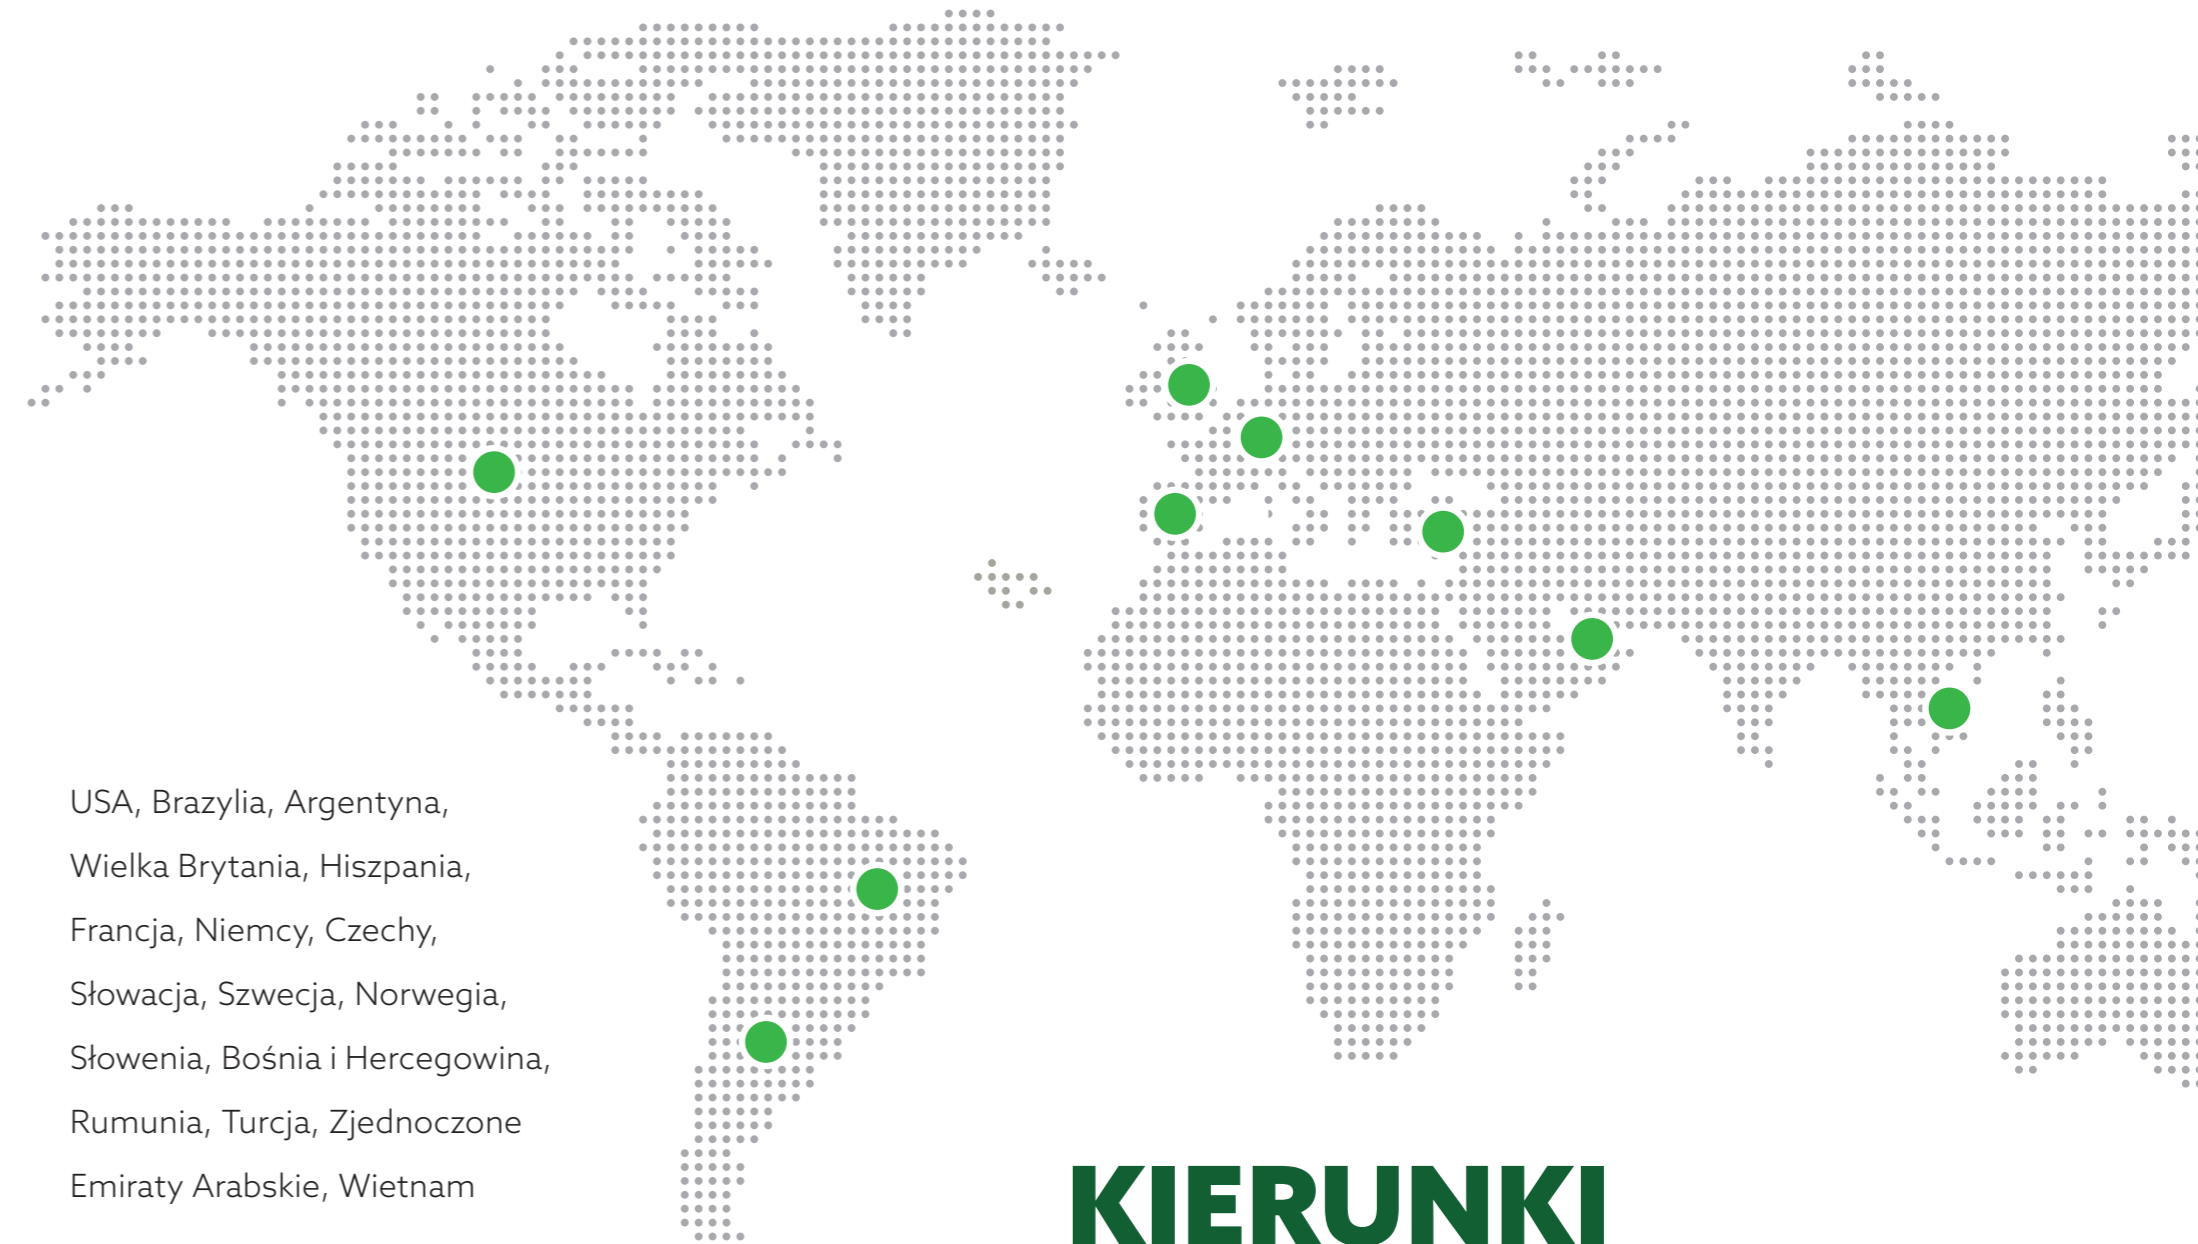 USA, Brazylia, Argentyna,
Wielka Brytania, Hiszpania,
Francja, Niemcy, Czechy,
Słowacja, Szwecja, Norwegia,
Słowenia, Bośnia i Hercegowina,
Rumunia, Turcja, Zjednoczone
Emiraty Arabskie, Wietnam
KIERUNKI